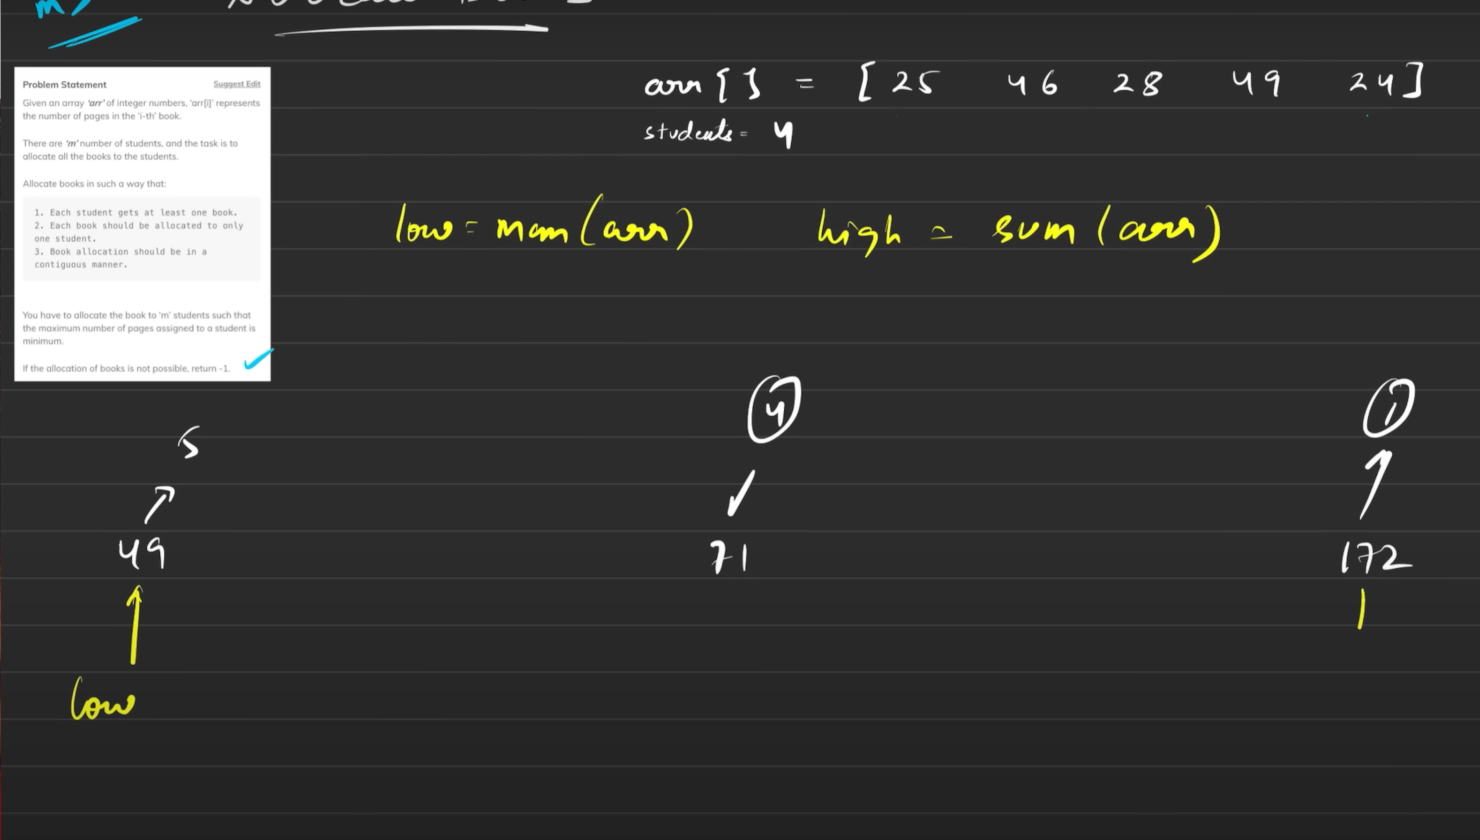 Problem Statement Suggest Edit
Given an array 'arr' of integer numbers, 'arr[i]' represents
the number of pages in the 'i-th' book.
There are 'm' number of students, and the task is to
allocate all the books to the students.
Allocate books in such a way that:
1. Each student gets at least one book.
2. Each book should be allocated to only
one student.
3. Book allocation should be in a
contiguous manner.
You have to allocate the book to 'm' students such that
the maximum number of pages assigned to a student is
minimum.
If the allocation of books is not possible, return -1.
arr [ ] = [ 25 46 28 49 24 ]
students = 4
low = max (arr) high = sum (arr)
5 4 1
49 71 172
low